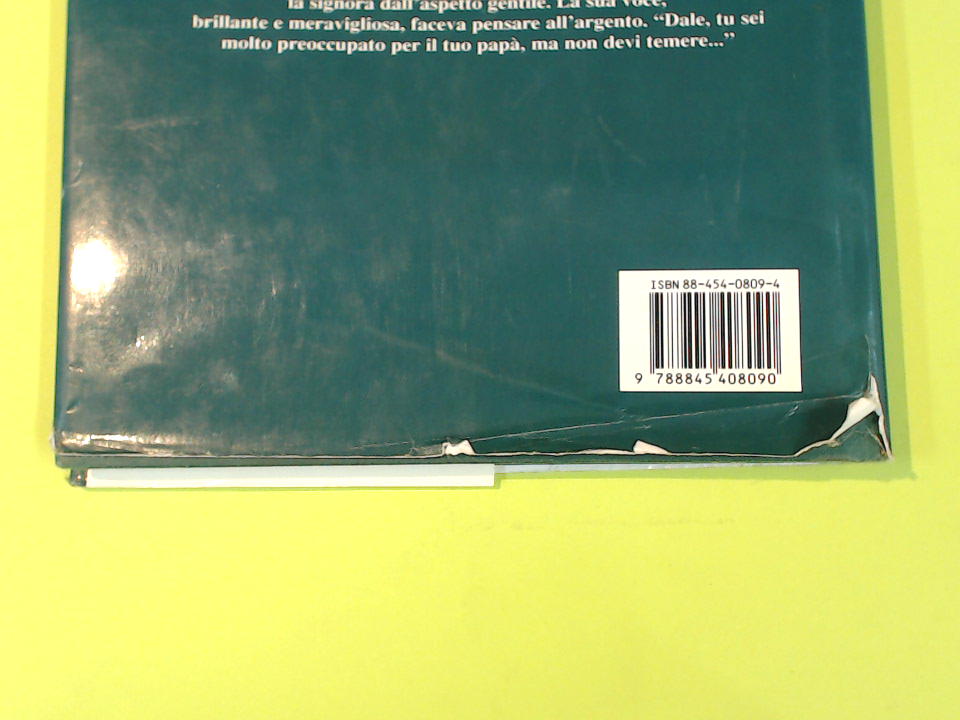 la signora dall'aspetto gentile. La sua voce,
brillante e meravigliosa, faceva pensare all'argento. “Dale, tu sei
molto preoccupato per il tuo papà, ma non devi temere...”
ISBN 88-454-0809-4
9 788845 408090